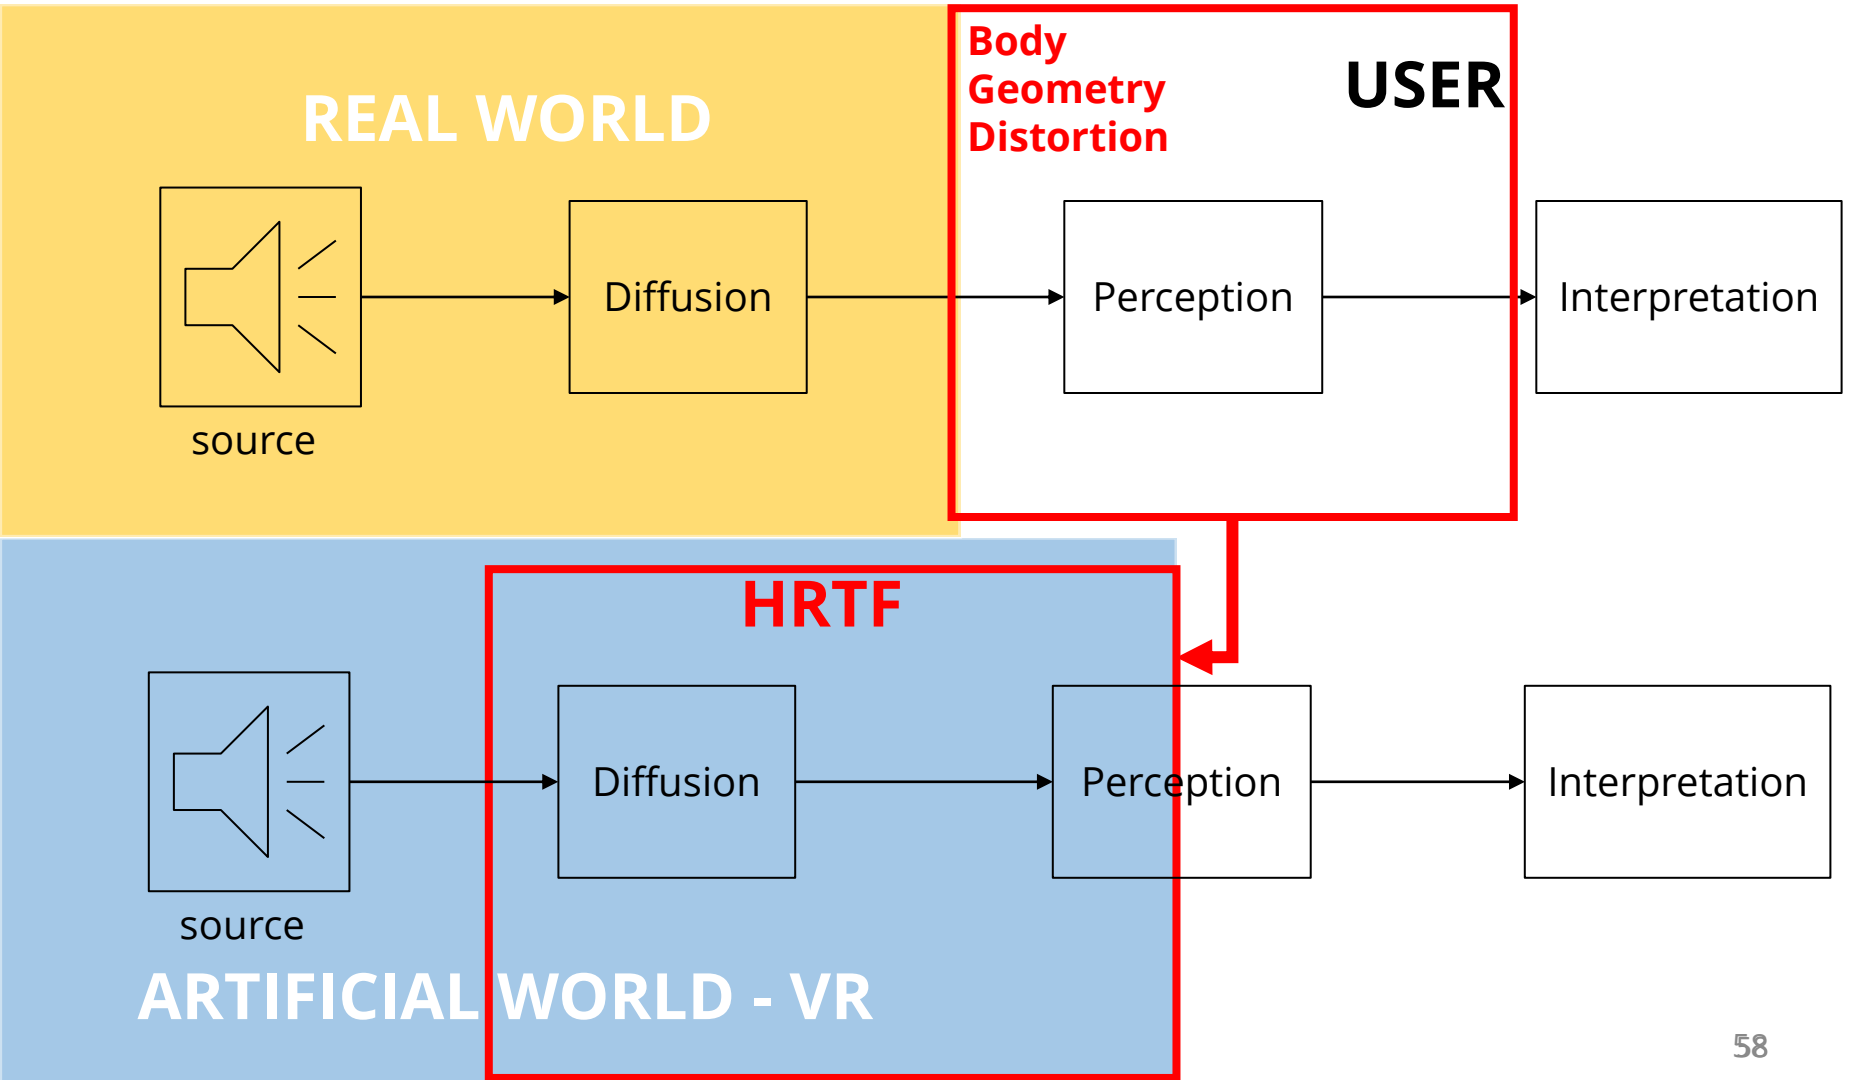 Body
Geometry
Distortion
USER
REAL WORLD
Diffusion
Perception
Interpretation
source
HRTF
Diffusion
Perception
Interpretation
source
ARTIFICIAL WORLD - VR
58